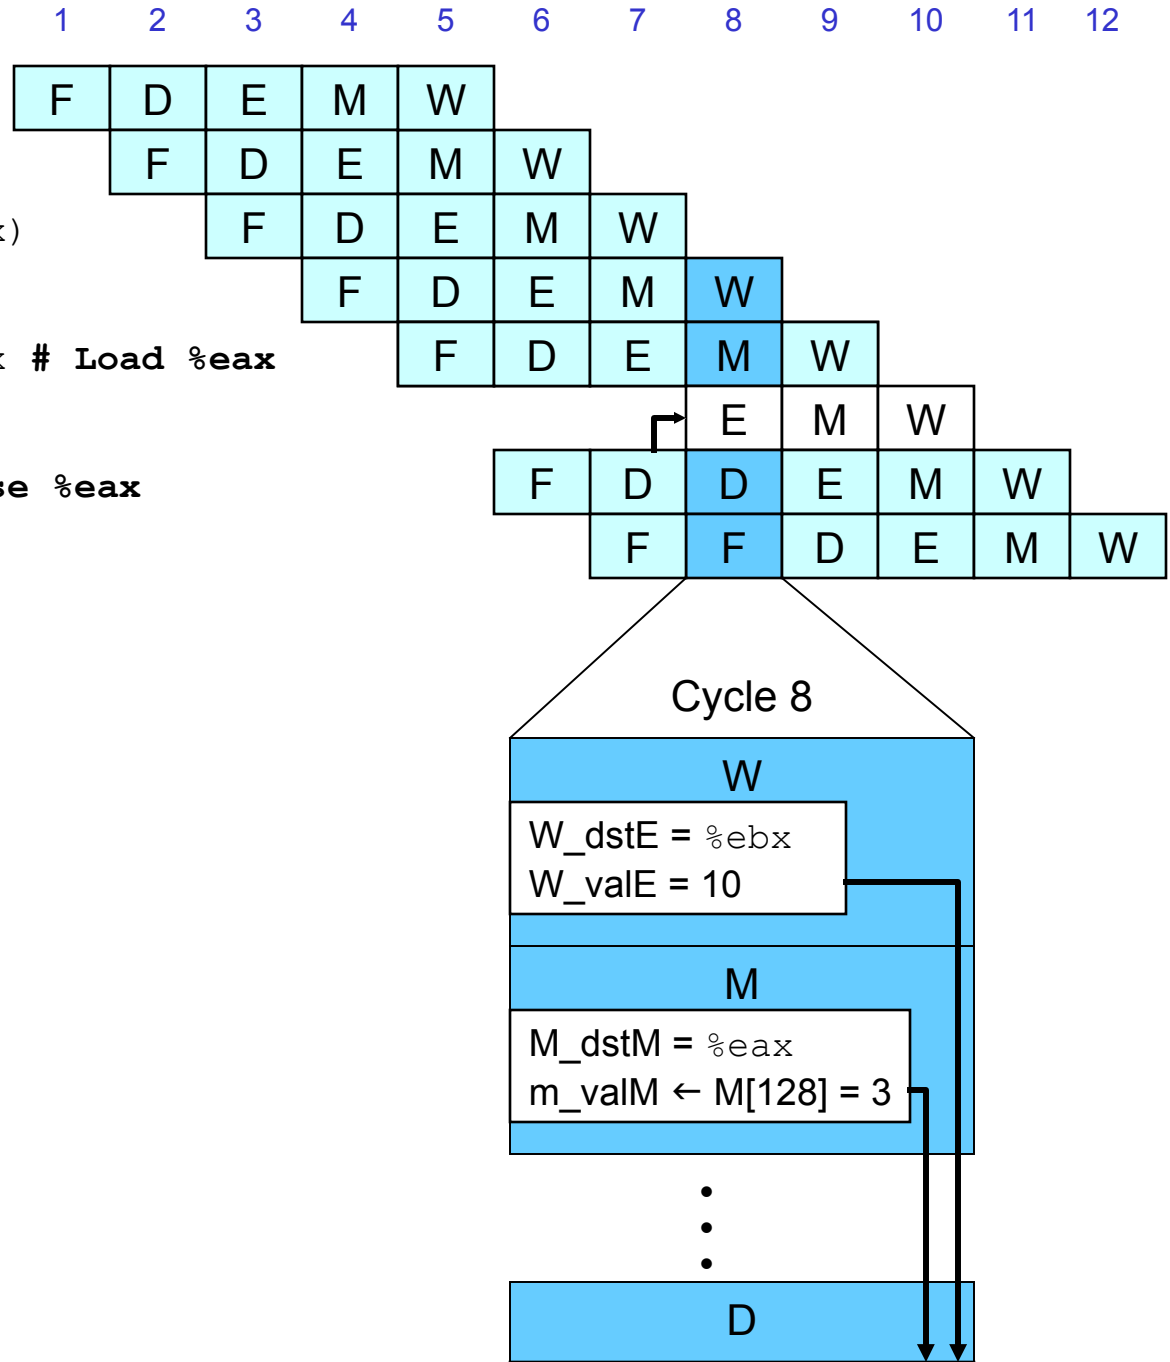 1 2 3 4 5 6 7 8 9 10 11 12
F D E M W
F D E M W
x) F D E M W
F D E M W
x # Load %eax F D E M W
E M W
se %eax F D D E M W
F F D E M W
Cycle 8
W
W_dstE = %ebx
W_valE = 10
M
M_dstM = %eax
m_valM ← M[128] = 3
D